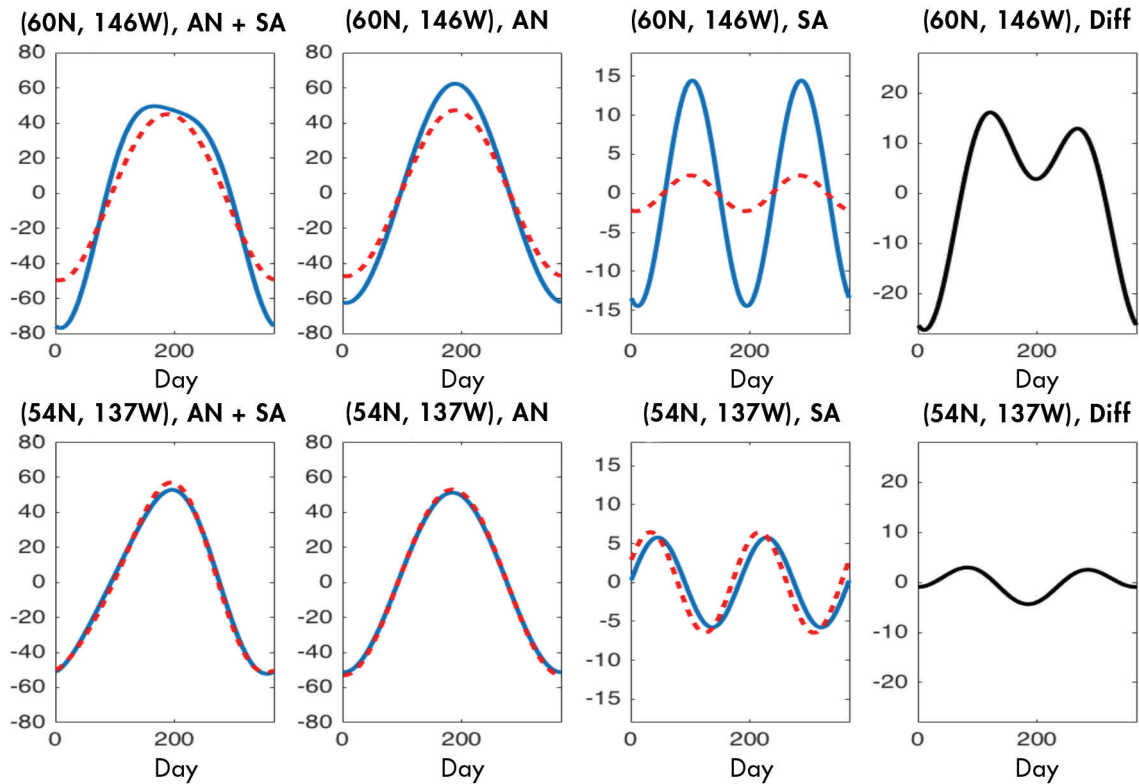 (60N, 146W), AN + SA (60N, 146W), AN (60N, 146W), SA (60N, 146W), Diff
80 80
60 60 15 20
40 40 10
20 20 5 10
0 0 0 0
-20 -20 -5 -10
-40 -40 -10
-60 -60 -15 -20
-80 -80
0 200 0 200 0 200 0 200
Day Day Day Day
(54N, 137W), AN + SA (54N, 137W), AN (54N, 137W), SA (54N, 137W), Diff
80 80
60 60 15 20
40 40 10
20 20 5 10
0 0 0 0
-20 -20 -5 -10
-40 -40 -10
-60 -60 -15 -20
-80 -80
0 200 0 200 0 200 0 200
Day Day Day Day